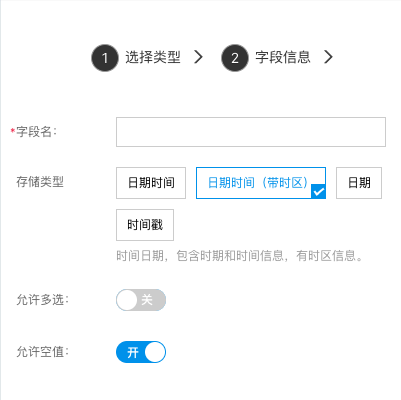 1 选择类型 2 字段信息
*字段名：
存储类型 日期时间 日期时间（带时区） 日期
时间戳
时间日期，包含时期和时间信息，有时区信息。
允许多选： 关
允许空值： 开